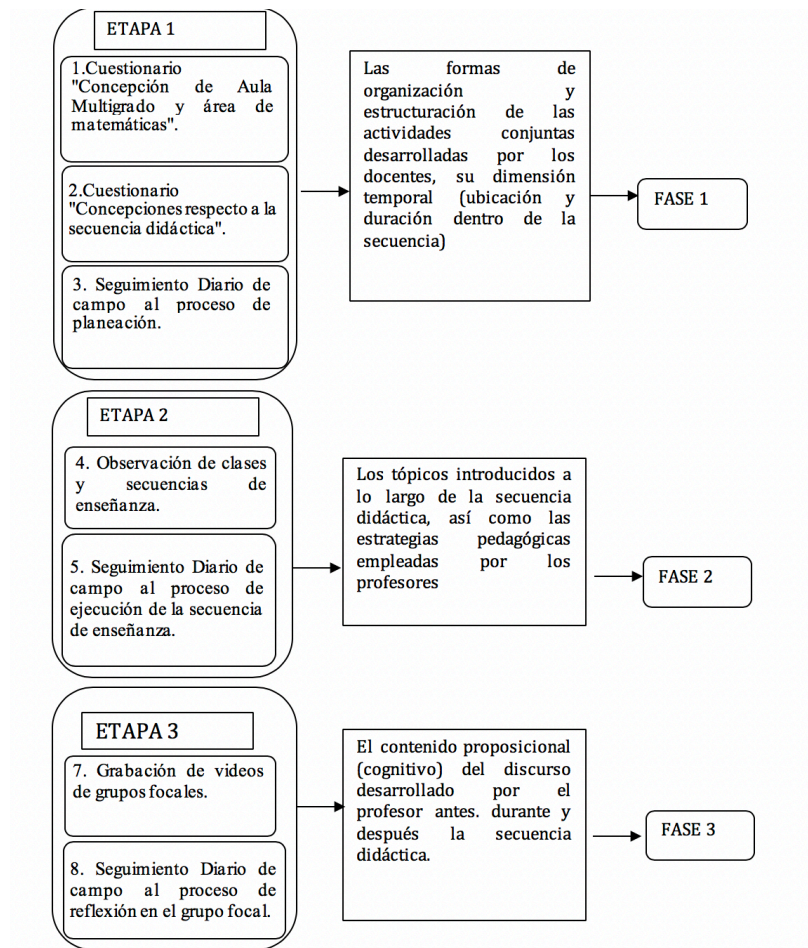 ETAPA 1
1.Cuestionario
"Concepción de Aula
Multigrado y área de
matemáticas".
2.Cuestionario
"Concepciones respecto a la
secuencia didáctica".
3. Seguimiento Diario de
campo al proceso de
planeación.
Las formas de
organización y
estructuración de las
actividades conjuntas
desarrolladas por los
docentes, su dimensión
temporal (ubicación y
duración dentro de la
secuencia)
FASE 1
ETAPA 2
4. Observación de clases
y secuencias de
enseñanza.
5. Seguimiento Diario de
campo al proceso de
ejecución de la secuencia
de enseñanza.
Los tópicos introducidos a
lo largo de la secuencia
didáctica, así como las
estrategias pedagógicas
empleadas por los
profesores
FASE 2
ETAPA 3
7. Grabación de videos
de grupos focales.
8. Seguimiento Diario de
campo al proceso de
reflexión en el grupo focal.
El contenido proposicional
(cognitivo) del discurso
desarrollado por el
profesor antes. durante y
después la secuencia
didáctica.
FASE 3